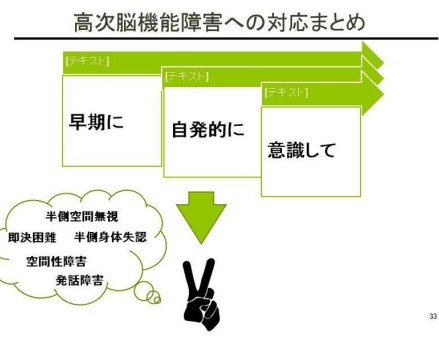 高次脳機能障害への対応まとめ
[テキスト]
[テキスト]
[テキスト]
早期に
自発的に
意識して
半側空間無視
即決困難 半側身体失認
空間性障害
発話障害
33